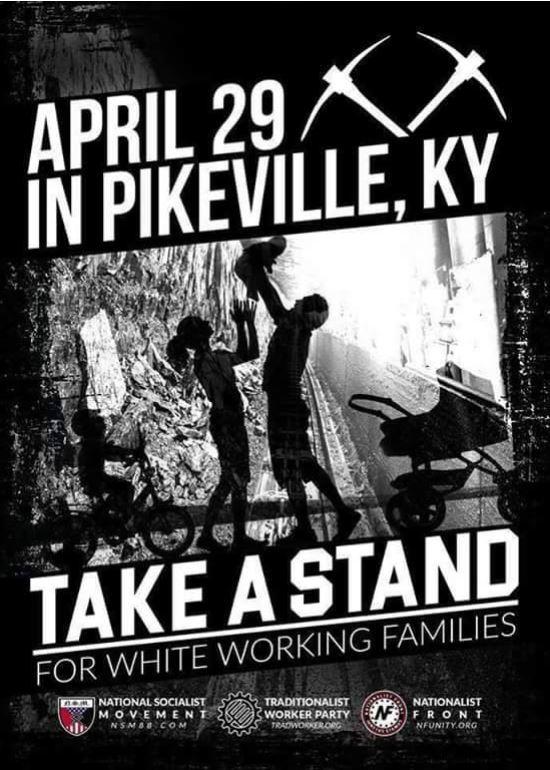 APRIL 29
IN PIKEVILLE, KY
TAKE A STAND
FOR WHITE WORKING FAMILIES
NATIONAL SOCIALIST
MOVEMENT
NSM88.COM
TRADITIONALIST
WORKER PARTY
TRADWORKER.ORG
NATIONALIST
FRONT
NFUNITY.ORG